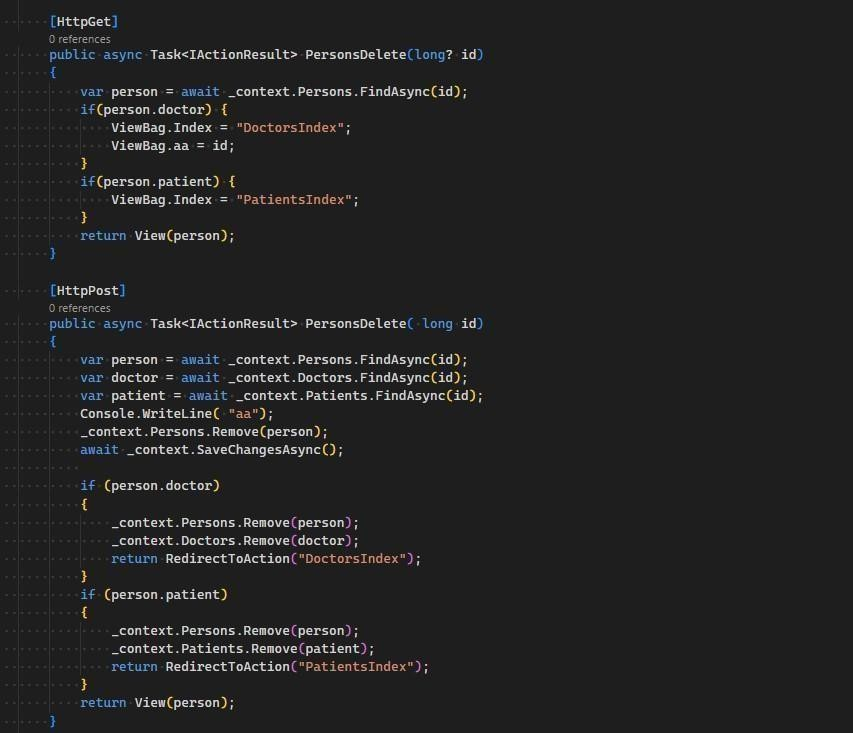 [HttpGet]
0 references
public async Task<IActionResult> PersonsDelete(long? id)
{
var person = await _context.Persons.FindAsync(id);
if(person.doctor) {
ViewBag.Index = "DoctorsIndex";
ViewBag.aa = id;
}
if(person.patient) {
ViewBag.Index = "PatientsIndex";
}
return View(person);
}
[HttpPost]
0 references
public async Task<IActionResult> PersonsDelete( long id)
{
var person = await _context.Persons.FindAsync(id);
var doctor = await _context.Doctors.FindAsync(id);
var patient = await _context.Patients.FindAsync(id);
Console.WriteLine( "aa");
_context.Persons.Remove(person);
await _context.SaveChangesAsync();
if (person.doctor)
{
_context.Persons.Remove(person);
_context.Doctors.Remove(doctor);
return RedirectToAction("DoctorsIndex");
}
if (person.patient)
{
_context.Persons.Remove(person);
_context.Patients.Remove(patient);
return RedirectToAction("PatientsIndex");
}
return View(person);
}